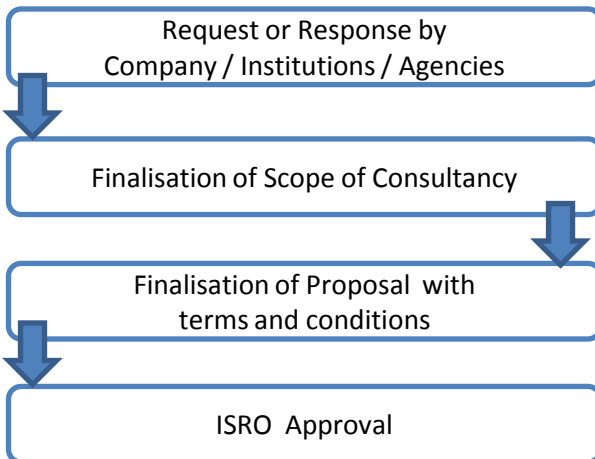 Request or Response by
Company / Institutions / Agencies
Finalisation of Scope of Consultancy
Finalisation of Proposal with
terms and conditions
ISRO Approval